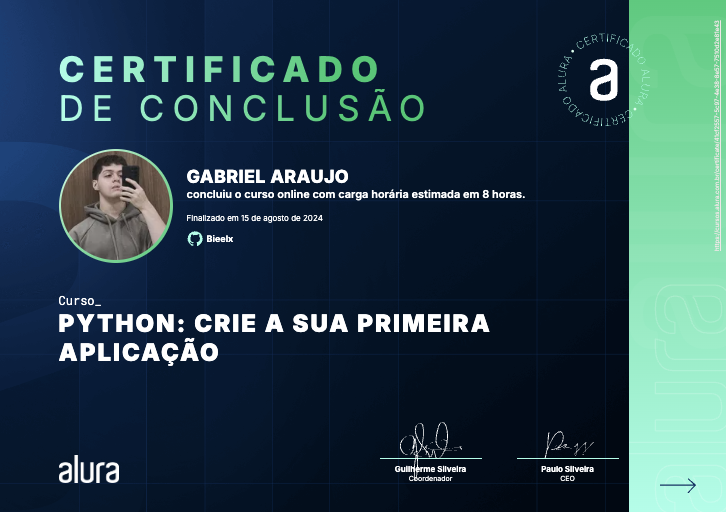 CERTIFICADO
DE CONCLUSÃO
CERTIFICADO ALURA • CERTIFICADO ALURA •
a
GABRIEL ARAUJO
concluiu o curso online com carga horária estimada em 8 horas.
Finalizado em 15 de agosto de 2024
Bieelx
Curso_
PYTHON: CRIE A SUA PRIMEIRA
APLICAÇÃO
alura
Guilherme Silveira
Coordenador
Paulo Silveira
CEO
alura